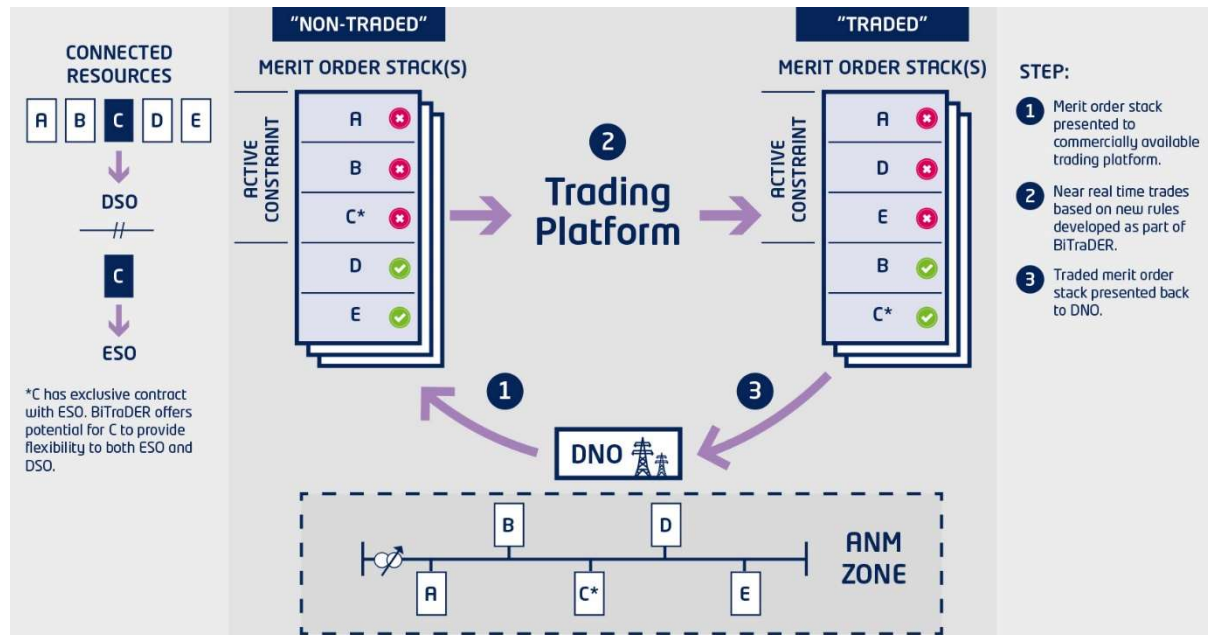 CONNECTED
RESOURCES
A B C D E
DSO
C
ESO
*C has exclusive contract
with ESO. BiTraDER offers
potential for C to provide
flexibility to both ESO and
DSO.
"NON-TRADED"
MERIT ORDER STACK(S)
ACTIVE
CONSTRAINT
A
B
C*
D
E
2
Trading
Platform
"TRADED"
MERIT ORDER STACK(S)
ACTIVE
CONSTRAINT
A
D
E
B
C*
1
3
DNO
B
D
A
C*
E
ANM
ZONE
STEP:
1 Merit order stack
presented to
commercially available
trading platform.
2 Near real time trades
based on new rules
developed as part of
BiTraDER.
3 Traded merit order
stack presented back
to DNO.